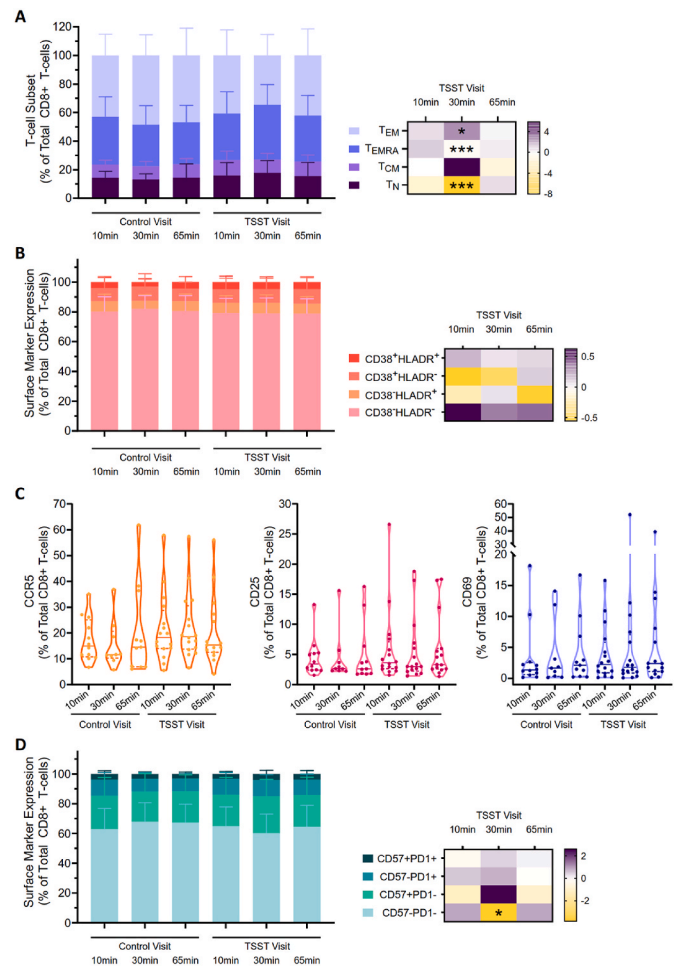 A
T-cell Subset
(% of Total CD8+ T-cells)
120
100
80
60
40
20
0
10min 30min 65min 10min 30min 65min
Control Visit TSST Visit
TSST Visit
10min 30min 65min
T_EM
T_EMRA
T_CM
T_N
*
***
***
4
2
0
-2
-4
-6
-8
B
Surface Marker Expression
(% of Total CD8+ T-cells)
100
80
60
40
20
0
Control Visit TSST Visit
10min 30min 65min 10min 30min 65min
TSST Visit
10min 30min 65min
CD38⁺HLADR⁺
CD38⁺HLADR⁻
CD38⁻HLADR⁺
CD38⁻HLADR⁻
0.5
0
-0.5
C
CCR5
(% of Total CD8+ T-cells)
70
60
50
40
30
20
10
0
10min 30min 65min 10min 30min 65min
Control Visit TSST Visit
CD25
(% of Total CD8+ T-cells)
30
25
20
15
10
5
0
10min 30min 65min 10min 30min 65min
Control Visit TSST Visit
CD69
(% of Total CD8+ T-cells)
60
50
40
30
20
15
10
5
0
10min 30min 65min 10min 30min 65min
Control Visit TSST Visit
D
Surface Marker Expression
(% of Total CD8+ T-cells)
100
80
60
40
20
0
Control Visit TSST Visit
10min 30min 65min 10min 30min 65min
TSST Visit
10min 30min 65min
CD57+PD1+
CD57-PD1+
CD57+PD1-
CD57-PD1-
*
2
0
-2